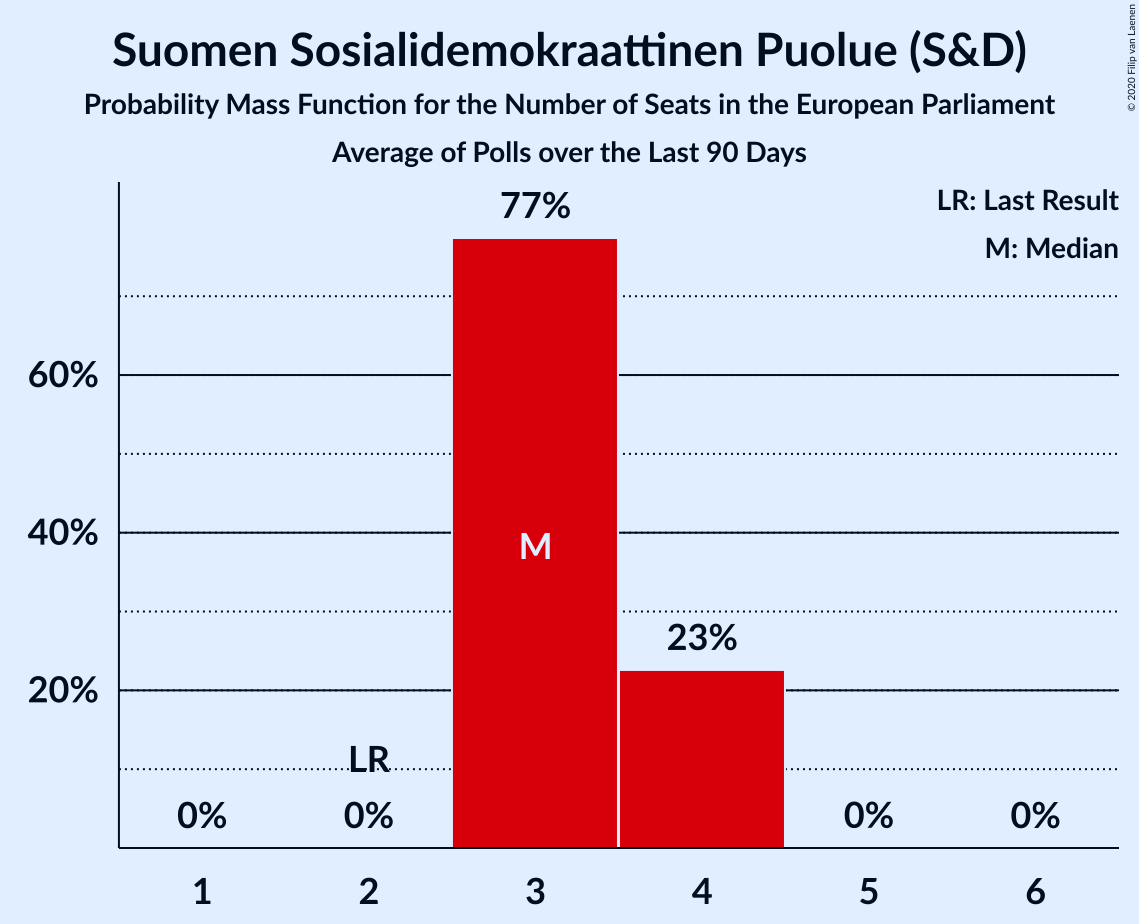 Suomen Sosialidemokraattinen Puolue (S&D)
Probability Mass Function for the Number of Seats in the European Parliament
Average of Polls over the Last 90 Days
© 2020 Filip van Laenen
LR: Last Result
M: Median
77%
60%
40%
M
23%
20%
LR
0% 0% 0% 0%
1 2 3 4 5 6